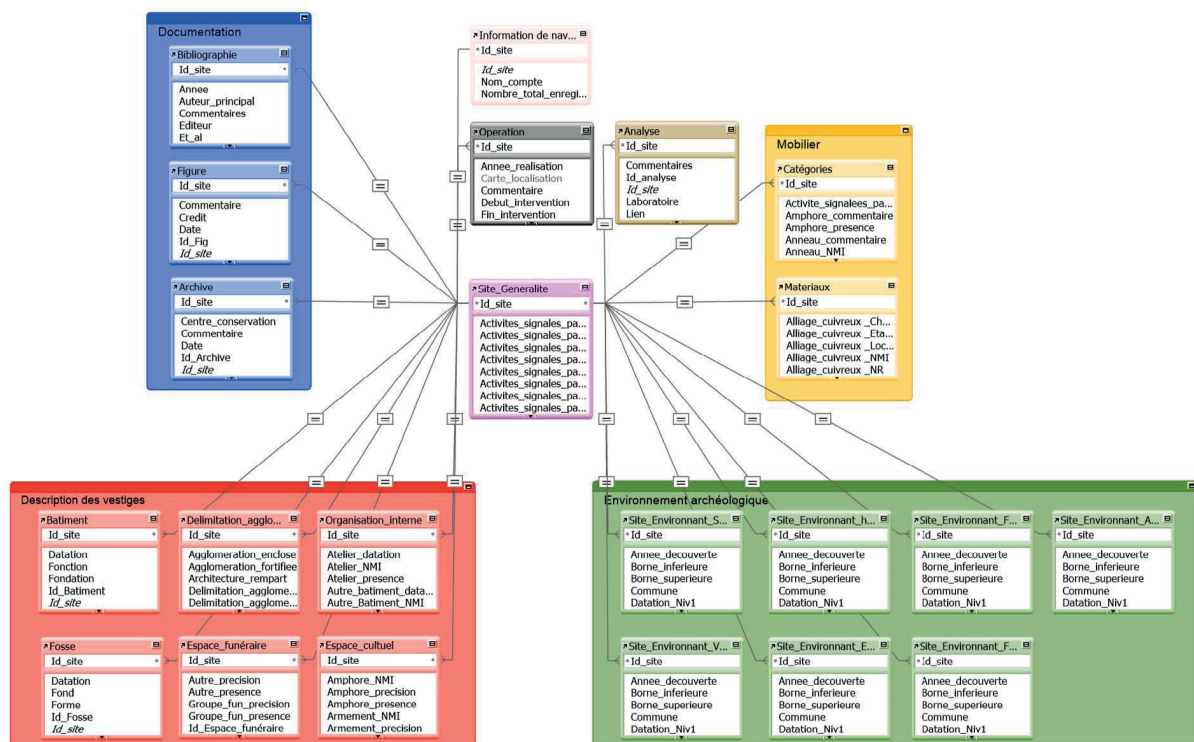 Documentation
Bibliographie
Id_site
Annee
Auteur_principal
Commentaires
Editeur
Et_al
Figure
Id_site
Commentaire
Credit
Date
Id_Fig
Id_site
Archive
Id_site
Centre_conservation
Commentaire
Date
Id_Archive
Id_site
Information de nav...
Id_site
Id_site
Nom_compte
Nombre_total_enregi...
Operation
Id_site
Annee_realisation
Carte_localisation
Commentaire
Debut_intervention
Fin_intervention
Analyse
Id_site
Commentaires
Id_analyse
Id_site
Laboratoire
Lien
Mobilier
Catégories
Id_site
Activite_signalees_pa...
Amphore_commentaire
Amphore_presence
Anneau_commentaire
Anneau_NMI
Materiaux
Id_site
Alliage_cuivreux _Ch...
Alliage_cuivreux _Eta...
Alliage_cuivreux _Loc...
Alliage_cuivreux _NMI
Alliage_cuivreux _NR
Site_Generalite
Id_site
Activites_signales_pa...
Activites_signales_pa...
Activites_signales_pa...
Activites_signales_pa...
Activites_signales_pa...
Activites_signales_pa...
Activites_signales_pa...
Activites_signales_pa...
Description des vestiges
Batiment
Id_site
Datation
Fonction
Fondation
Id_Batiment
Id_site
Delimitation_agglo...
Id_site
Agglomeration_enclose
Agglomeration_fortifiee
Architecture_rempart
Delimitation_agglome...
Delimitation_agglome...
Organisation_interne
Id_site
Atelier_datation
Atelier_NMI
Atelier_presence
Autre_batiment_data...
Autre_Batiment_NMI
Fosse
Id_site
Datation
Fond
Forme
Id_Fosse
Id_site
Espace_funéraire
Id_site
Autre_precision
Autre_presence
Groupe_fun_precision
Groupe_fun_presence
Id_Espace_funéraire
Espace_cultuel
Id_site
Amphore_NMI
Amphore_precision
Amphore_presence
Armement_NMI
Armement_precision
Environnement archéologique
Site_Environnant_S...
Id_site
Annee_decouverte
Borne_inferieure
Borne_superieure
Commune
Datation_Niv1
Site_Environnant_h...
Id_site
Annee_decouverte
Borne_inferieure
Borne_superieure
Commune
Datation_Niv1
Site_Environnant_F...
Id_site
Annee_decouverte
Borne_inferieure
Borne_superieure
Commune
Datation_Niv1
Site_Environnant_A...
Id_site
Annee_decouverte
Borne_inferieure
Borne_superieure
Commune
Datation_Niv1
Site_Environnant_V...
Id_site
Annee_decouverte
Borne_inferieure
Borne_superieure
Commune
Datation_Niv1
Site_Environnant_E...
Id_site
Annee_decouverte
Borne_inferieure
Borne_superieure
Commune
Datation_Niv1
Site_Environnant_F...
Id_site
Annee_decouverte
Borne_inferieure
Borne_superieure
Commune
Datation_Niv1